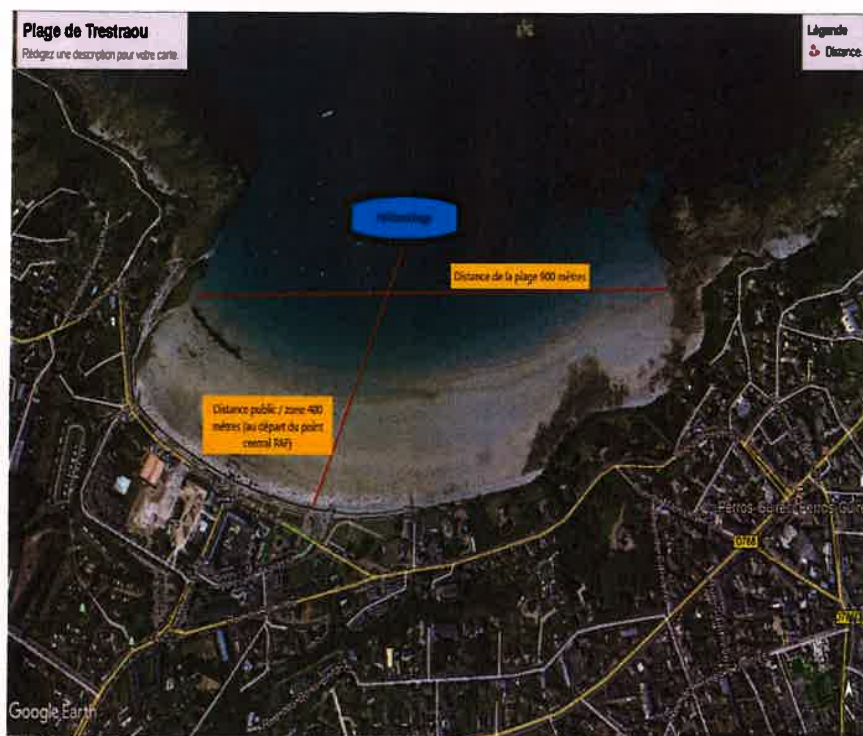 Plage de Trestraou
Rédigez une description pour votre carte.
Légende
Distance
Distance de la plage 900 mètres
Distance public / zone 400
mètres (au départ du point
central RAF)
Perros-Guirec
D788
Google Earth